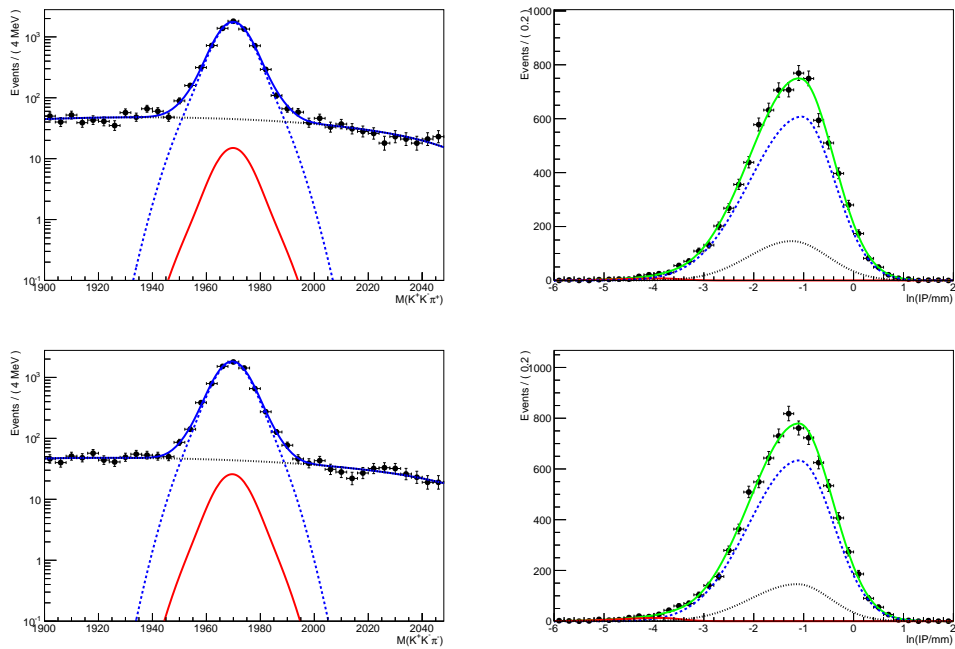 Events / ( 4 MeV )
10³
10²
10
1
10⁻¹
1900 1920 1940 1960 1980 2000 2020 2040
M(K⁺K⁻π⁺)
Events / ( 0.2 )
1000
800
600
400
200
0
−6 −5 −4 −3 −2 −1 0 1 2
ln(IP/mm)
Events / ( 4 MeV )
10³
10²
10
1
10⁻¹
1900 1920 1940 1960 1980 2000 2020 2040
M(K⁺K⁻π⁻)
Events / ( 0.2 )
1000
800
600
400
200
0
−6 −5 −4 −3 −2 −1 0 1 2
ln(IP/mm)